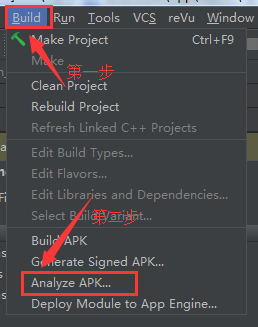 Build Run Tools VCS reVu Window
Make Project Ctrl+F9
第一步
Make
Clean Project
Rebuild Project
Refresh Linked C++ Projects
Edit Build Types...
Edit Flavors...
Edit Libraries and Dependencies...
Select Build Variant...
第一步
Build APK
Generate Signed APK...
Analyze APK...
Deploy Module to App Engine...